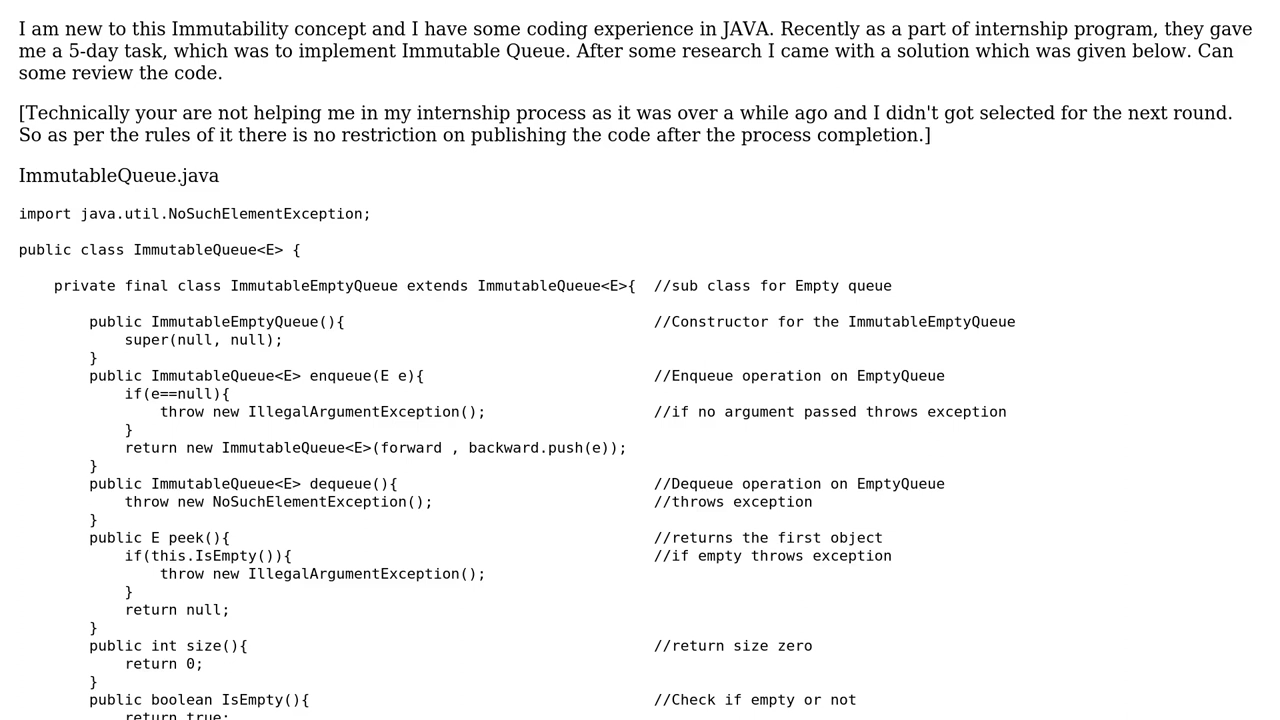 I am new to this Immutability concept and I have some coding experience in JAVA. Recently as a part of internship program, they gave
me a 5-day task, which was to implement Immutable Queue. After some research I came with a solution which was given below. Can
some review the code.
[Technically your are not helping me in my internship process as it was over a while ago and I didn't got selected for the next round.
So as per the rules of it there is no restriction on publishing the code after the process completion.]
ImmutableQueue.java
import java.util.NoSuchElementException;
public class ImmutableQueue<E> {
    private final class ImmutableEmptyQueue extends ImmutableQueue<E>{  //sub class for Empty queue
        public ImmutableEmptyQueue(){                                   //Constructor for the ImmutableEmptyQueue
            super(null, null);
        }
        public ImmutableQueue<E> enqueue(E e){                          //Enqueue operation on EmptyQueue
            if(e==null){
                throw new IllegalArgumentException();                   //if no argument passed throws exception
            }
            return new ImmutableQueue<E>(forward , backward.push(e));
        }
        public ImmutableQueue<E> dequeue(){                             //Dequeue operation on EmptyQueue
            throw new NoSuchElementException();                         //throws exception
        }
        public E peek(){                                                //returns the first object
            if(this.IsEmpty()){                                         //if empty throws exception
                throw new IllegalArgumentException();
            }
            return null;
        }
        public int size(){                                              //return size zero
            return 0;
        }
        public boolean IsEmpty(){                                       //Check if empty or not
            return true;